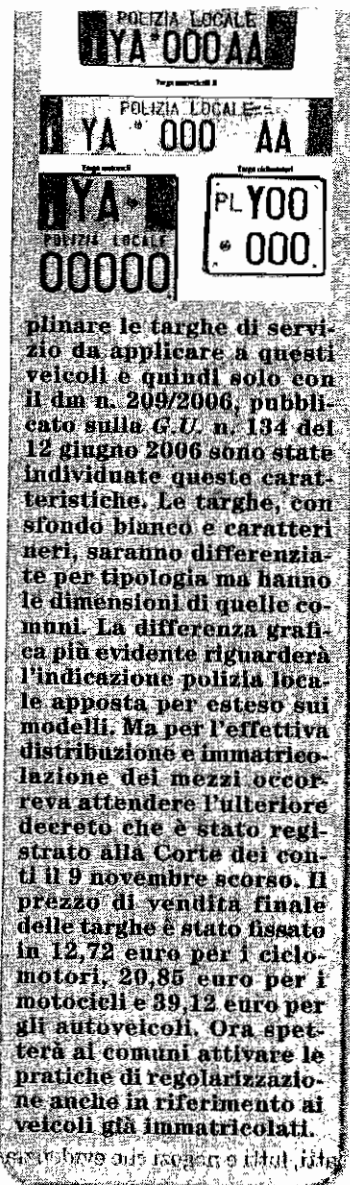 POLIZIA LOCALE
YA 000AA
POLIZIA LOCALE
YA 000 AA
Targa motocicli
Targa ciclomotori
YA
POLIZIA LOCALE
00000
PL Y00
000
plinare le targhe di servi-
zio da applicare a questi
veicoli e quindi solo con
il dm n. 209/2006, pubbli-
cato sulla G.U. n. 134 del
12 giugno 2006 sono state
individuate queste carat-
teristiche. Le targhe, con
sfondo bianco e caratteri
neri, saranno differenzia-
te per tipologia ma hanno
le dimensioni di quelle co-
muni. La differenza grafi-
ca più evidente riguarderà
l'indicazione polizia loca-
le apposta per esteso sui
modelli. Ma per l'effettiva
distribuzione e immatrico-
lazione dei mezzi occor-
reva attendere l'ulteriore
decreto che è stato regi-
strato alla Corte dei con-
ti il 9 novembre scorso. Il
prezzo di vendita finale
delle targhe è stato fissato
in 12,72 euro per i ciclo-
motori, 20,85 euro per i
motocicli e 39,12 euro per
gli autoveicoli. Ora spet-
terà ai comuni attivare le
pratiche di regolarizzazio-
ne anche in riferimento ai
veicoli già immatricolati.